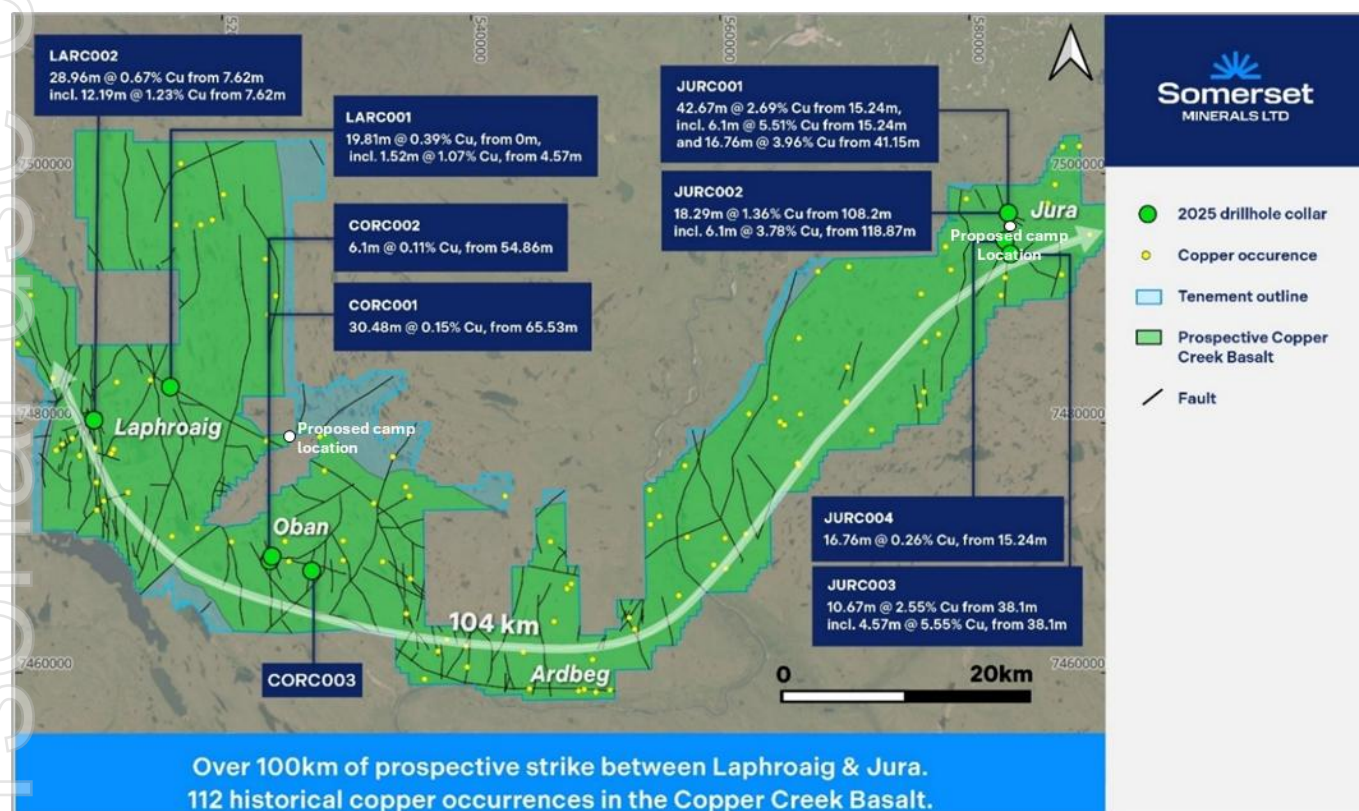 LARC002
28.96m @ 0.67% Cu from 7.62m
incl. 12.19m @ 1.23% Cu from 7.62m
LARC001
19.81m @ 0.39% Cu, from 0m,
incl. 1.52m @ 1.07% Cu, from 4.57m
CORC002
6.1m @ 0.11% Cu, from 54.86m
CORC001
30.48m @ 0.15% Cu, from 65.53m
540000
560000
580000
JURC001
42.67m @ 2.69% Cu from 15.24m,
incl. 6.1m @ 5.51% Cu from 15.24m
and 16.76m @ 3.96% Cu from 41.15m
JURC002
18.29m @ 1.36% Cu from 108.2m
incl. 6.1m @ 3.78% Cu, from 118.87m
7500000
7500000
Jura
Proposed camp
Location
7480000
7480000
Laphroaig
Proposed camp
location
Oban
JURC004
16.76m @ 0.26% Cu, from 15.24m
JURC003
10.67m @ 2.55% Cu from 38.1m
incl. 4.57m @ 5.55% Cu, from 38.1m
104 km
7460000
7460000
CORC003
Ardbeg
0 20km
Somerset
MINERALS LTD
2025 drillhole collar
Copper occurence
Tenement outline
Prospective Copper
Creek Basalt
Fault
Over 100km of prospective strike between Laphroaig & Jura.
112 historical copper occurrences in the Copper Creek Basalt.